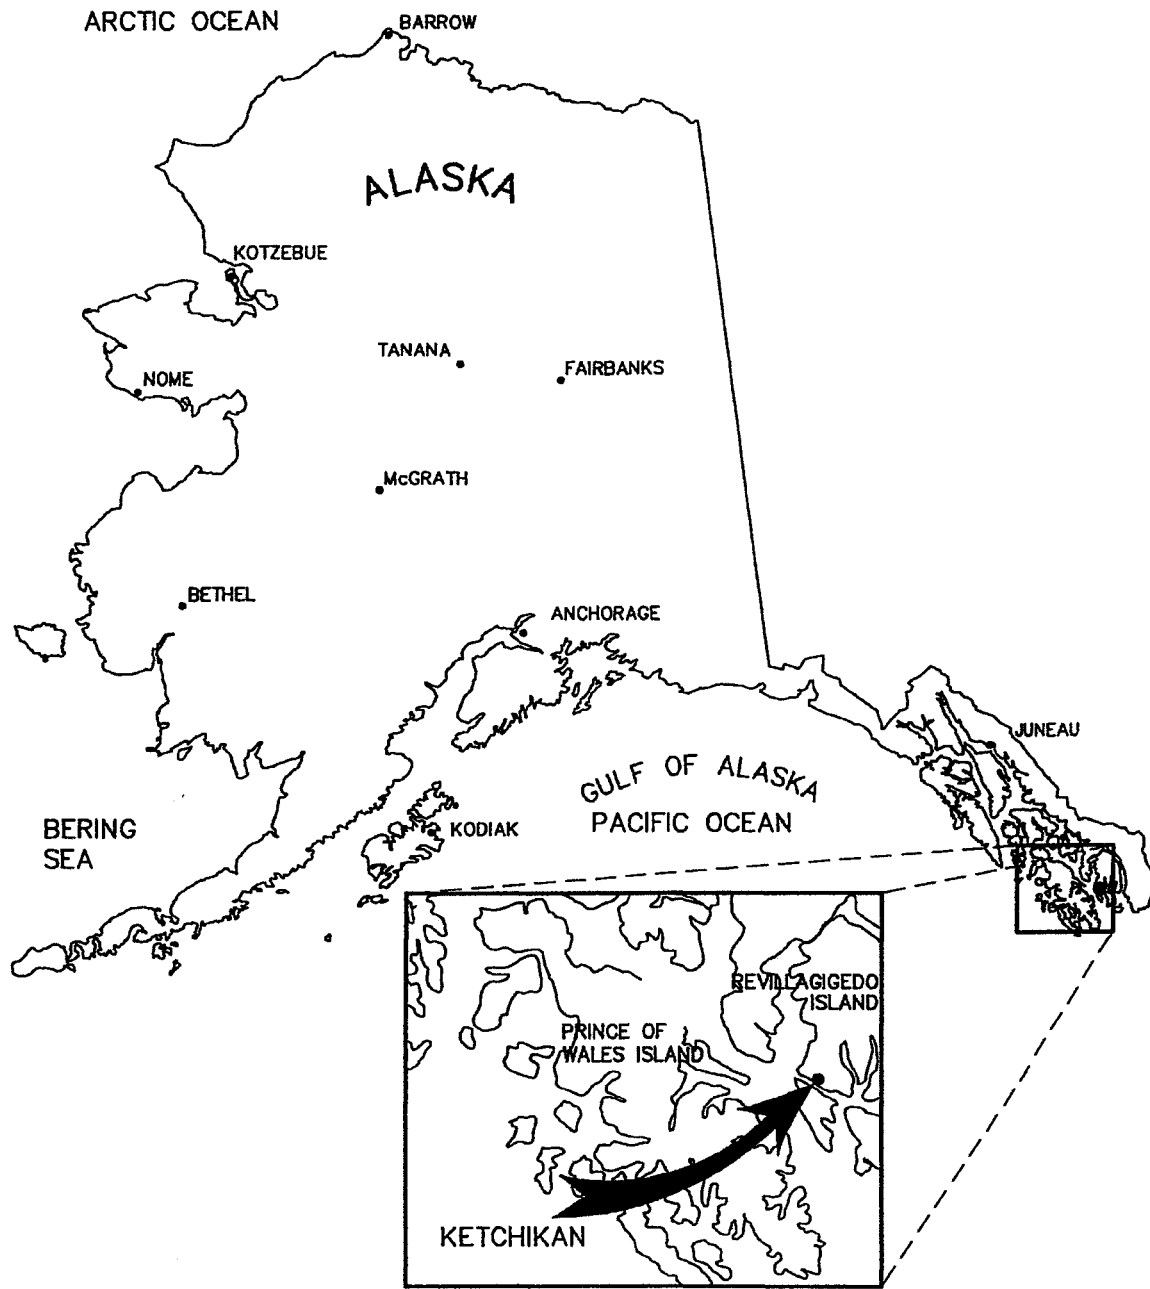 ARCTIC OCEAN
BARROW
ALASKA
KOTZEBUE
TANANA
FAIRBANKS
NOME
McGRATH
BETHEL
ANCHORAGE
JUNEAU
GULF OF ALASKA
PACIFIC OCEAN
KODIAK
BERING
SEA
REVILLAGIGEDO
ISLAND
PRINCE OF
WALES ISLAND
KETCHIKAN